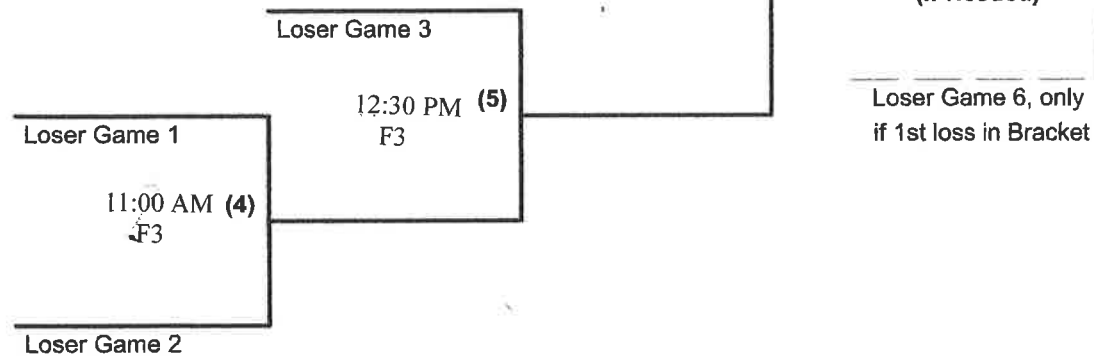 Loser Game 3
12:30 PM (5)
F3
Loser Game 1
11:00 AM (4)
F3
Loser Game 2
Loser Game 6, only
if 1st loss in Bracket